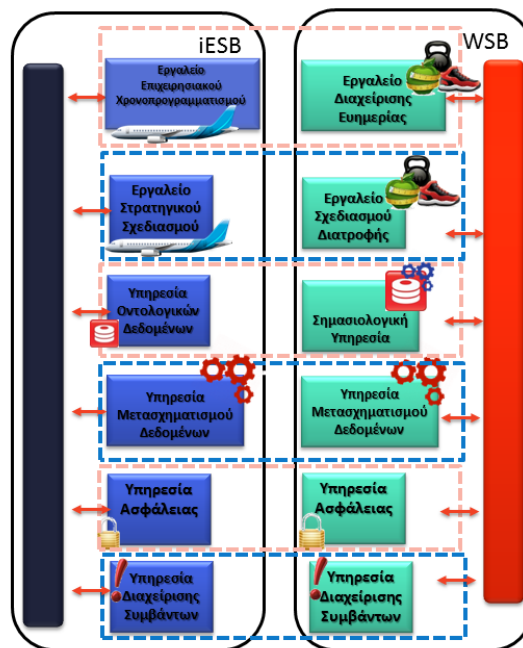 iESB
WSB
Εργαλείο
Επιχειρησιακού
Χρονοπρογραμματισμού
Εργαλείο
Διαχείρισης
Ευημερίας
Εργαλείο
Στρατηγικού
Σχεδιασμού
Εργαλείο
Σχεδιασμού
Διατροφής
Υπηρεσία
Οντολογικών
Δεδομένων
Σημασιολογική
Υπηρεσία
Υπηρεσία
Μετασχηματισμού
Δεδομένων
Υπηρεσία
Μετασχηματισμού
Δεδομένων
Υπηρεσία
Ασφάλειας
Υπηρεσία
Ασφάλειας
Υπηρεσία
Διαχείρισης
Συμβάντων
Υπηρεσία
Διαχείρισης
Συμβάντων